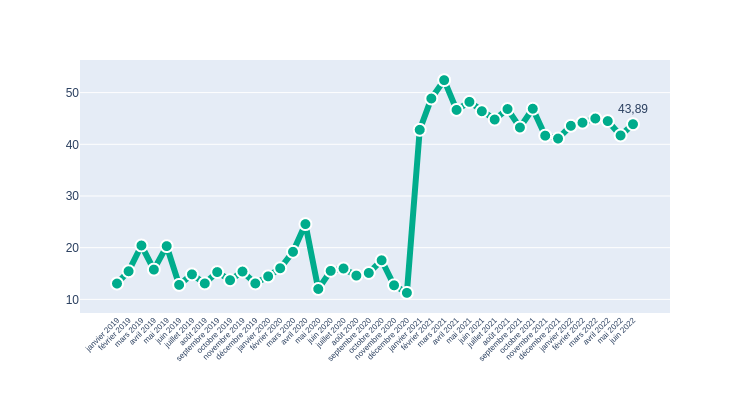 50
40
30
20
10
43,89
janvier 2019
février 2019
mars 2019
avril 2019
mai 2019
juin 2019
juillet 2019
août 2019
septembre 2019
octobre 2019
novembre 2019
décembre 2019
janvier 2020
février 2020
mars 2020
avril 2020
mai 2020
juin 2020
juillet 2020
août 2020
septembre 2020
octobre 2020
novembre 2020
décembre 2020
janvier 2021
février 2021
mars 2021
avril 2021
mai 2021
juin 2021
juillet 2021
août 2021
septembre 2021
octobre 2021
novembre 2021
décembre 2021
janvier 2022
février 2022
mars 2022
avril 2022
mai 2022
juin 2022